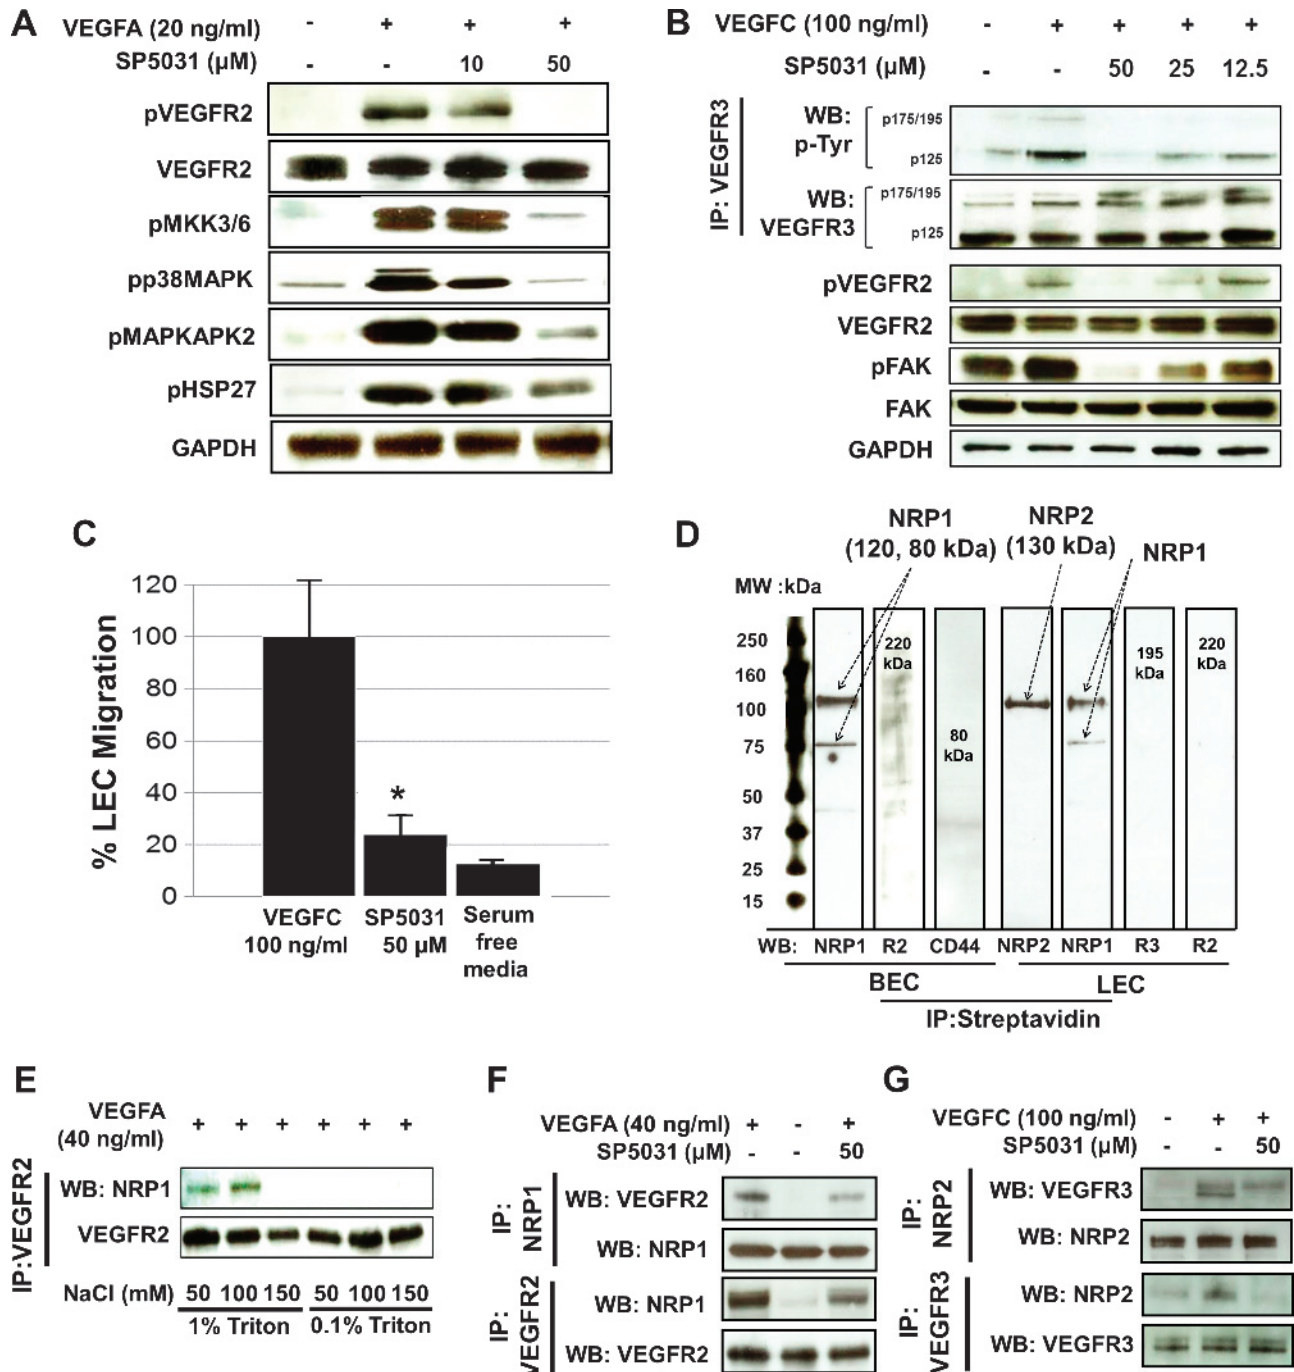 A
VEGFA (20 ng/ml) - + + +
SP5031 (µM) - - 10 50
pVEGFR2
VEGFR2
pMKK3/6
pp38MAPK
pMAPKAPK2
pHSP27
GAPDH
B
VEGFC (100 ng/ml) - + + + +
SP5031 (µM) - - 50 25 12.5
IP: VEGFR3
WB: p175/195
p-Tyr p125
WB: p175/195
VEGFR3 p125
pVEGFR2
VEGFR2
pFAK
FAK
GAPDH
C
% LEC Migration
120
100
80
60
40
20
0
*
VEGFC SP5031 Serum
100 ng/ml 50 µM free
media
D
NRP1 NRP2
(120, 80 kDa) (130 kDa) NRP1
MW :kDa
250
160
100
75
50
37
25
15
220
kDa
80
kDa
195
kDa
220
kDa
WB: NRP1 R2 CD44 NRP2 NRP1 R3 R2
BEC LEC
IP:Streptavidin
E
VEGFA + + + + + +
(40 ng/ml)
IP:VEGFR2
WB: NRP1
VEGFR2
NaCl (mM) 50 100 150 50 100 150
1% Triton 0.1% Triton
F
VEGFA (40 ng/ml) + - +
SP5031 (µM) - - 50
IP:
NRP1
WB: VEGFR2
WB: NRP1
IP:
VEGFR2
WB: NRP1
WB: VEGFR2
G
VEGFC (100 ng/ml) - + +
SP5031 (µM) - - 50
IP:
NRP2
WB: VEGFR3
WB: NRP2
IP:
VEGFR3
WB: NRP2
WB: VEGFR3